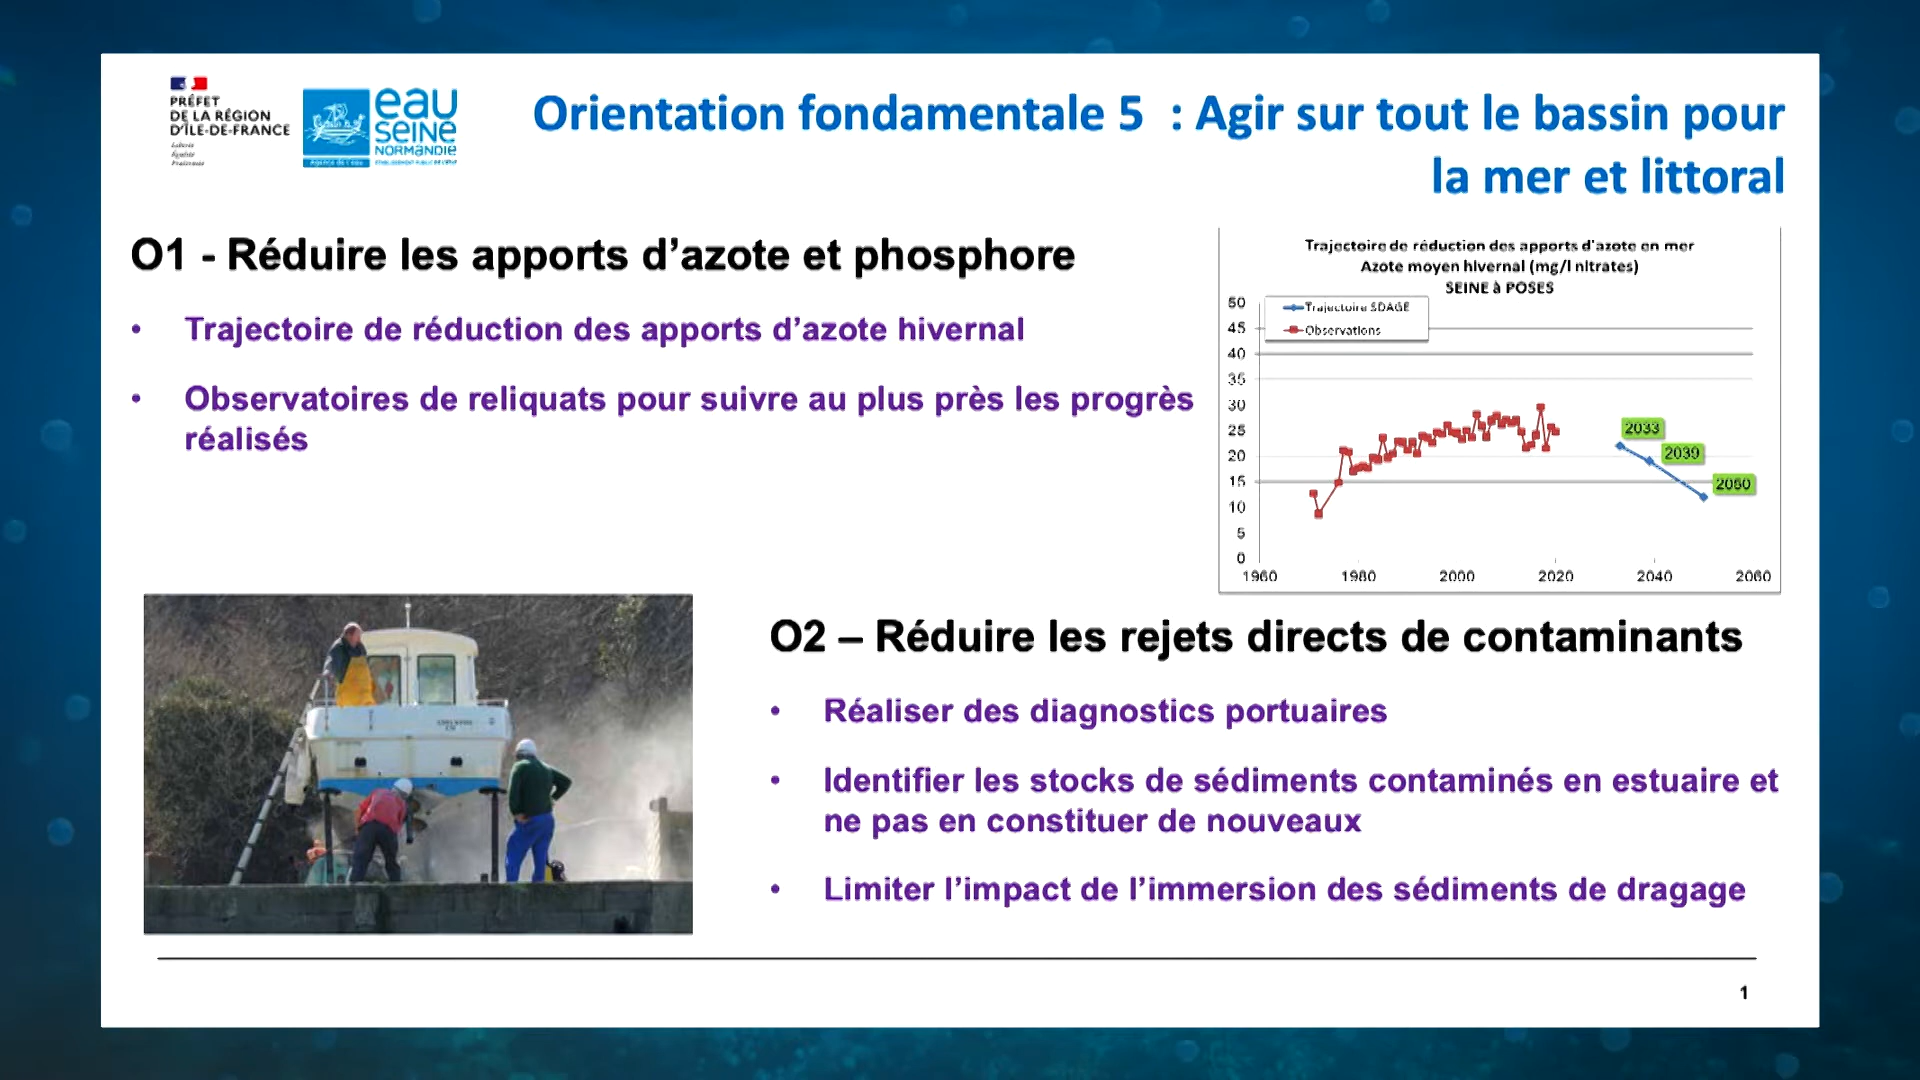 PRÉFET
DE LA RÉGION
D'ÎLE-DE-FRANCE
Liberté
Égalité
Fraternité
eau
SEINE
NORMANDIE
Agence de l'eau
ÉTABLISSEMENT PUBLIC DE L'ÉTAT
Orientation fondamentale 5 : Agir sur tout le bassin pour
la mer et littoral
O1 - Réduire les apports d’azote et phosphore
• Trajectoire de réduction des apports d’azote hivernal
• Observatoires de reliquats pour suivre au plus près les progrès
réalisés
Trajectoire de réduction des apports d'azote en mer
Azote moyen hivernal (mg/l nitrates)
SEINE à POSES
Trajectoire SDAGE
Observations
50
45
40
35
30
25
20
15
10
5
0
1960 1980 2000 2020 2040 2060
2033
2039
2050
O2 – Réduire les rejets directs de contaminants
• Réaliser des diagnostics portuaires
• Identifier les stocks de sédiments contaminés en estuaire et
ne pas en constituer de nouveaux
• Limiter l’impact de l’immersion des sédiments de dragage
1